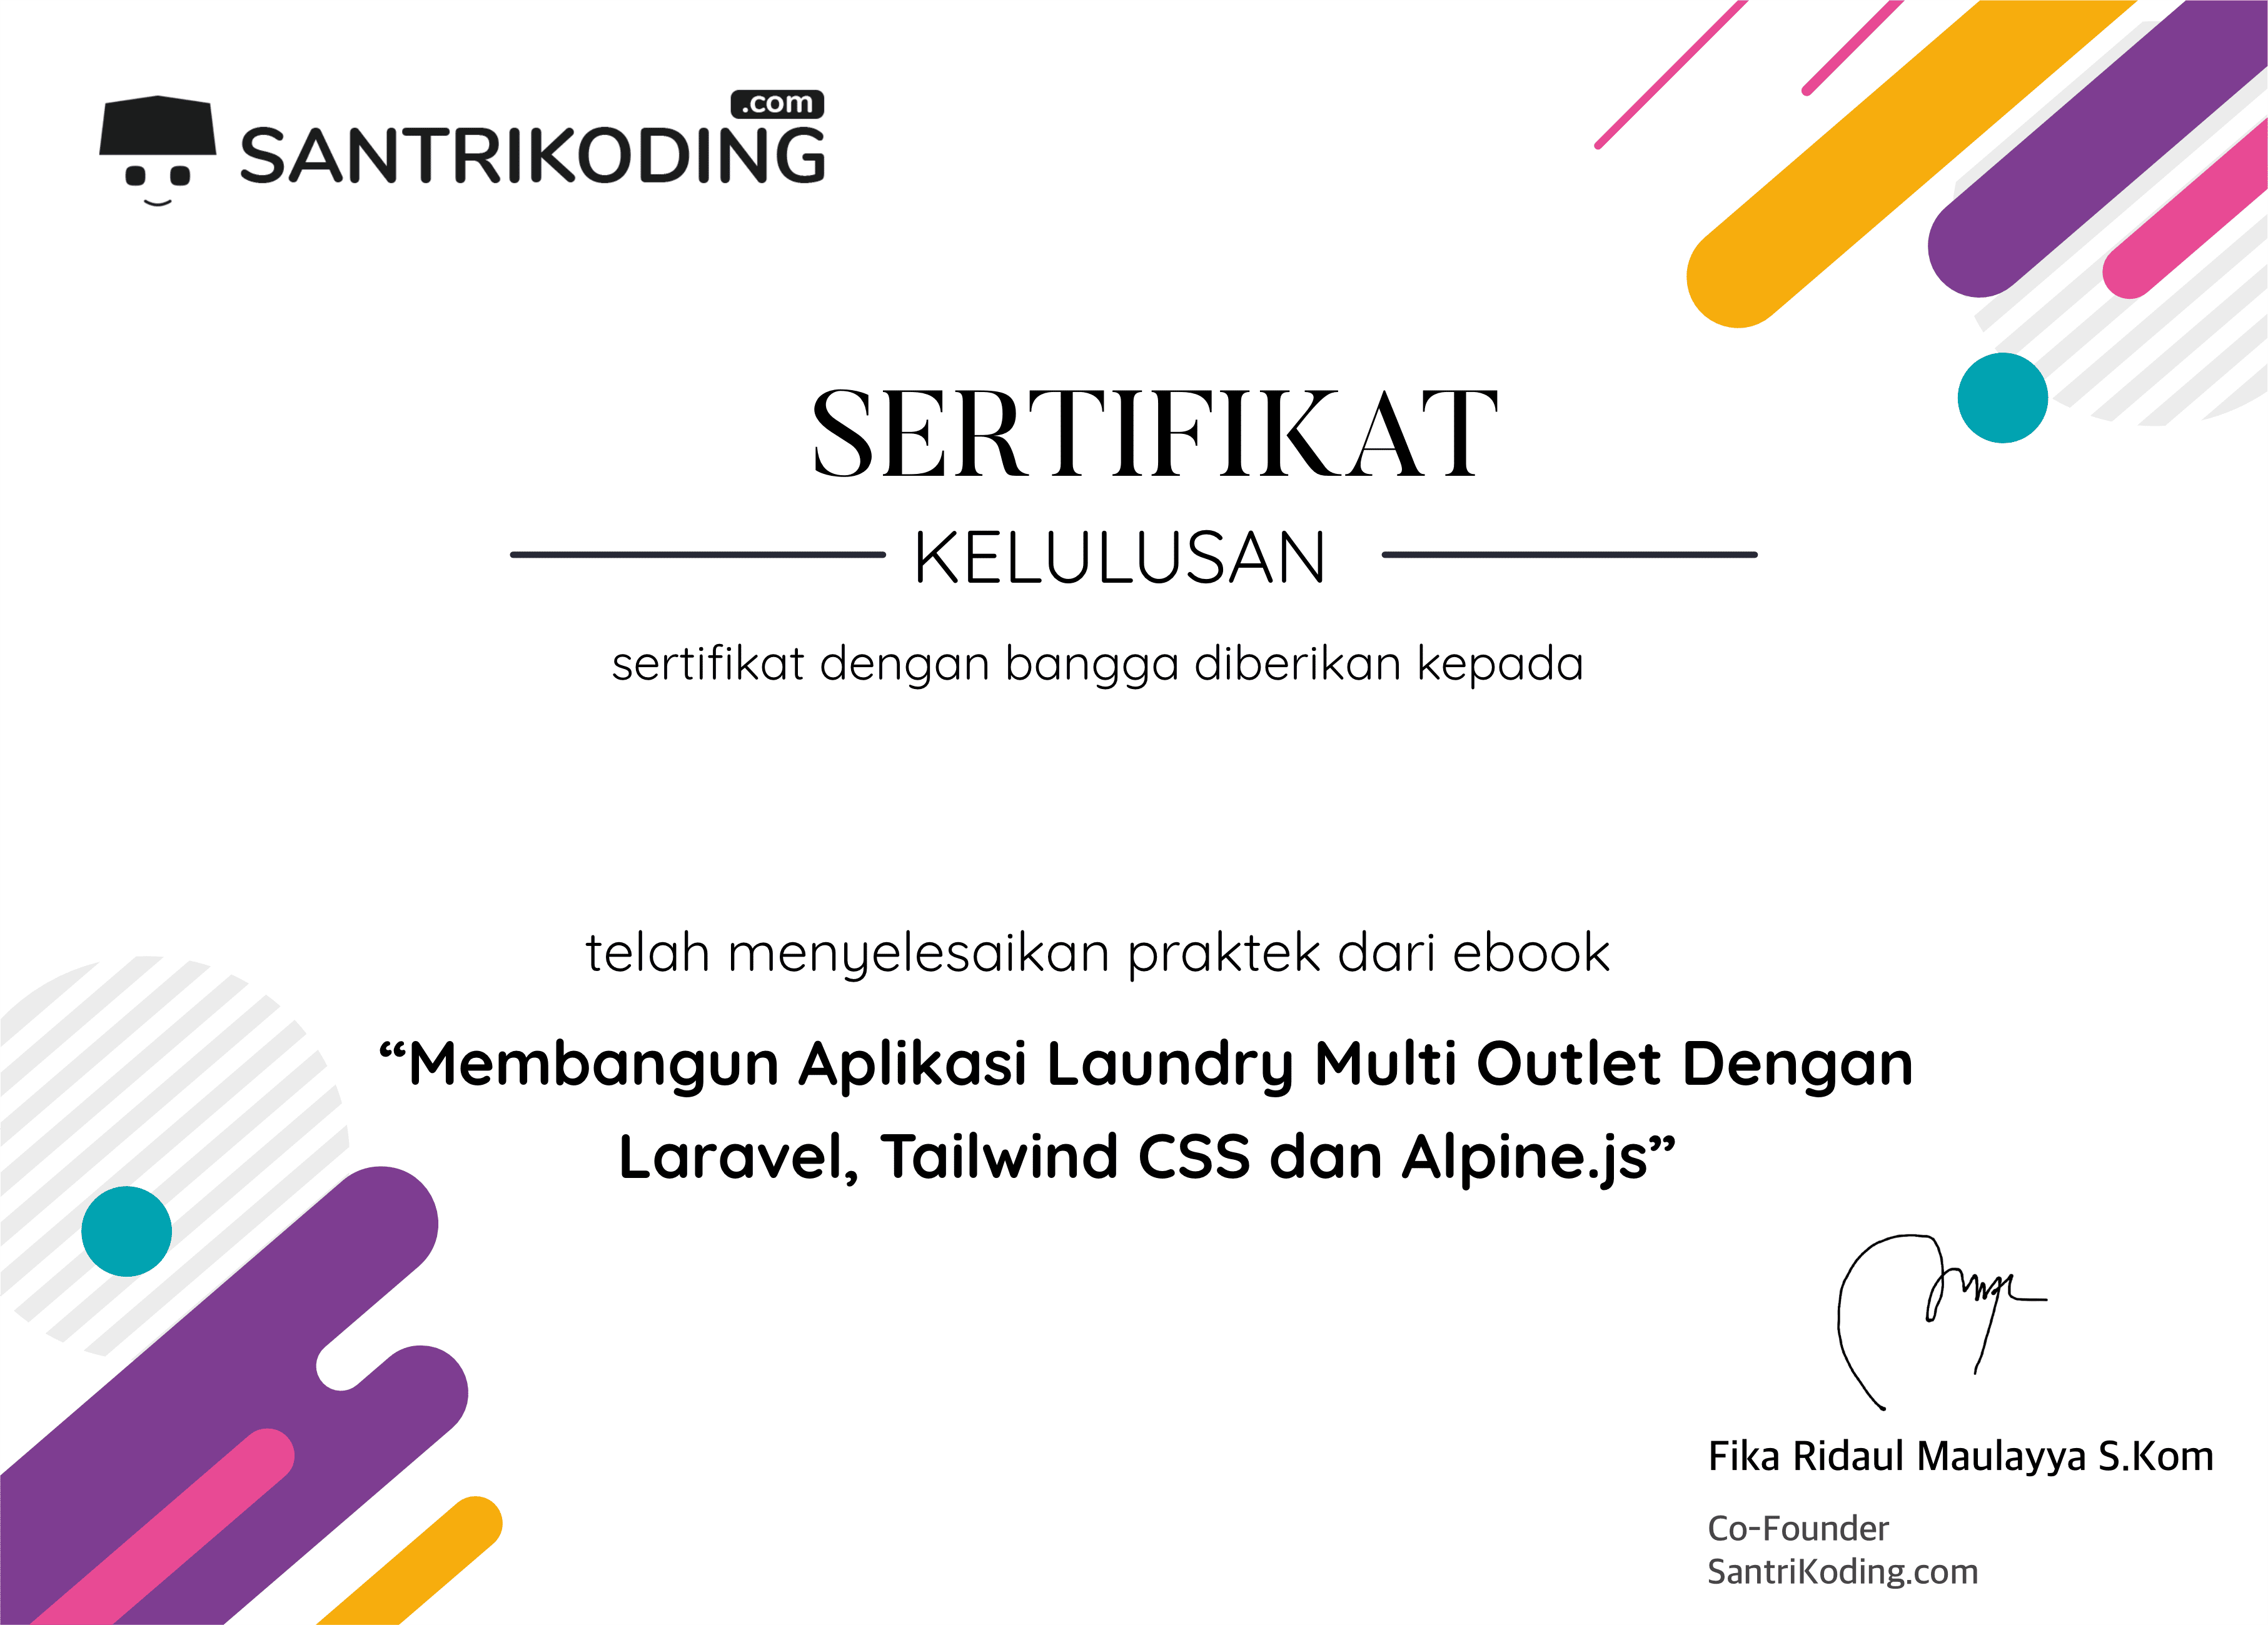 .com
SANTRIKODING
SERTIFIKAT
KELULUSAN
sertifikat dengan bangga diberikan kepada
telah menyelesaikan praktek dari ebook
“Membangun Aplikasi Laundry Multi Outlet Dengan
Laravel, Tailwind CSS dan Alpine.js”
Fika Ridaul Maulayya S.Kom
Co-Founder
SantriKoding.com